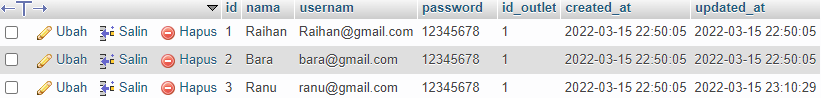 ←T→ id nama usernam password id_outlet created_at updated_at
Ubah Salin Hapus 1 Raihan Raihan@gmail.com 12345678 1 2022-03-15 22:50:05 2022-03-15 22:50:05
Ubah Salin Hapus 2 Bara bara@gmail.com 12345678 1 2022-03-15 22:50:05 2022-03-15 22:50:05
Ubah Salin Hapus 3 Ranu ranu@gmail.com 12345678 1 2022-03-15 22:50:05 2022-03-15 23:10:29